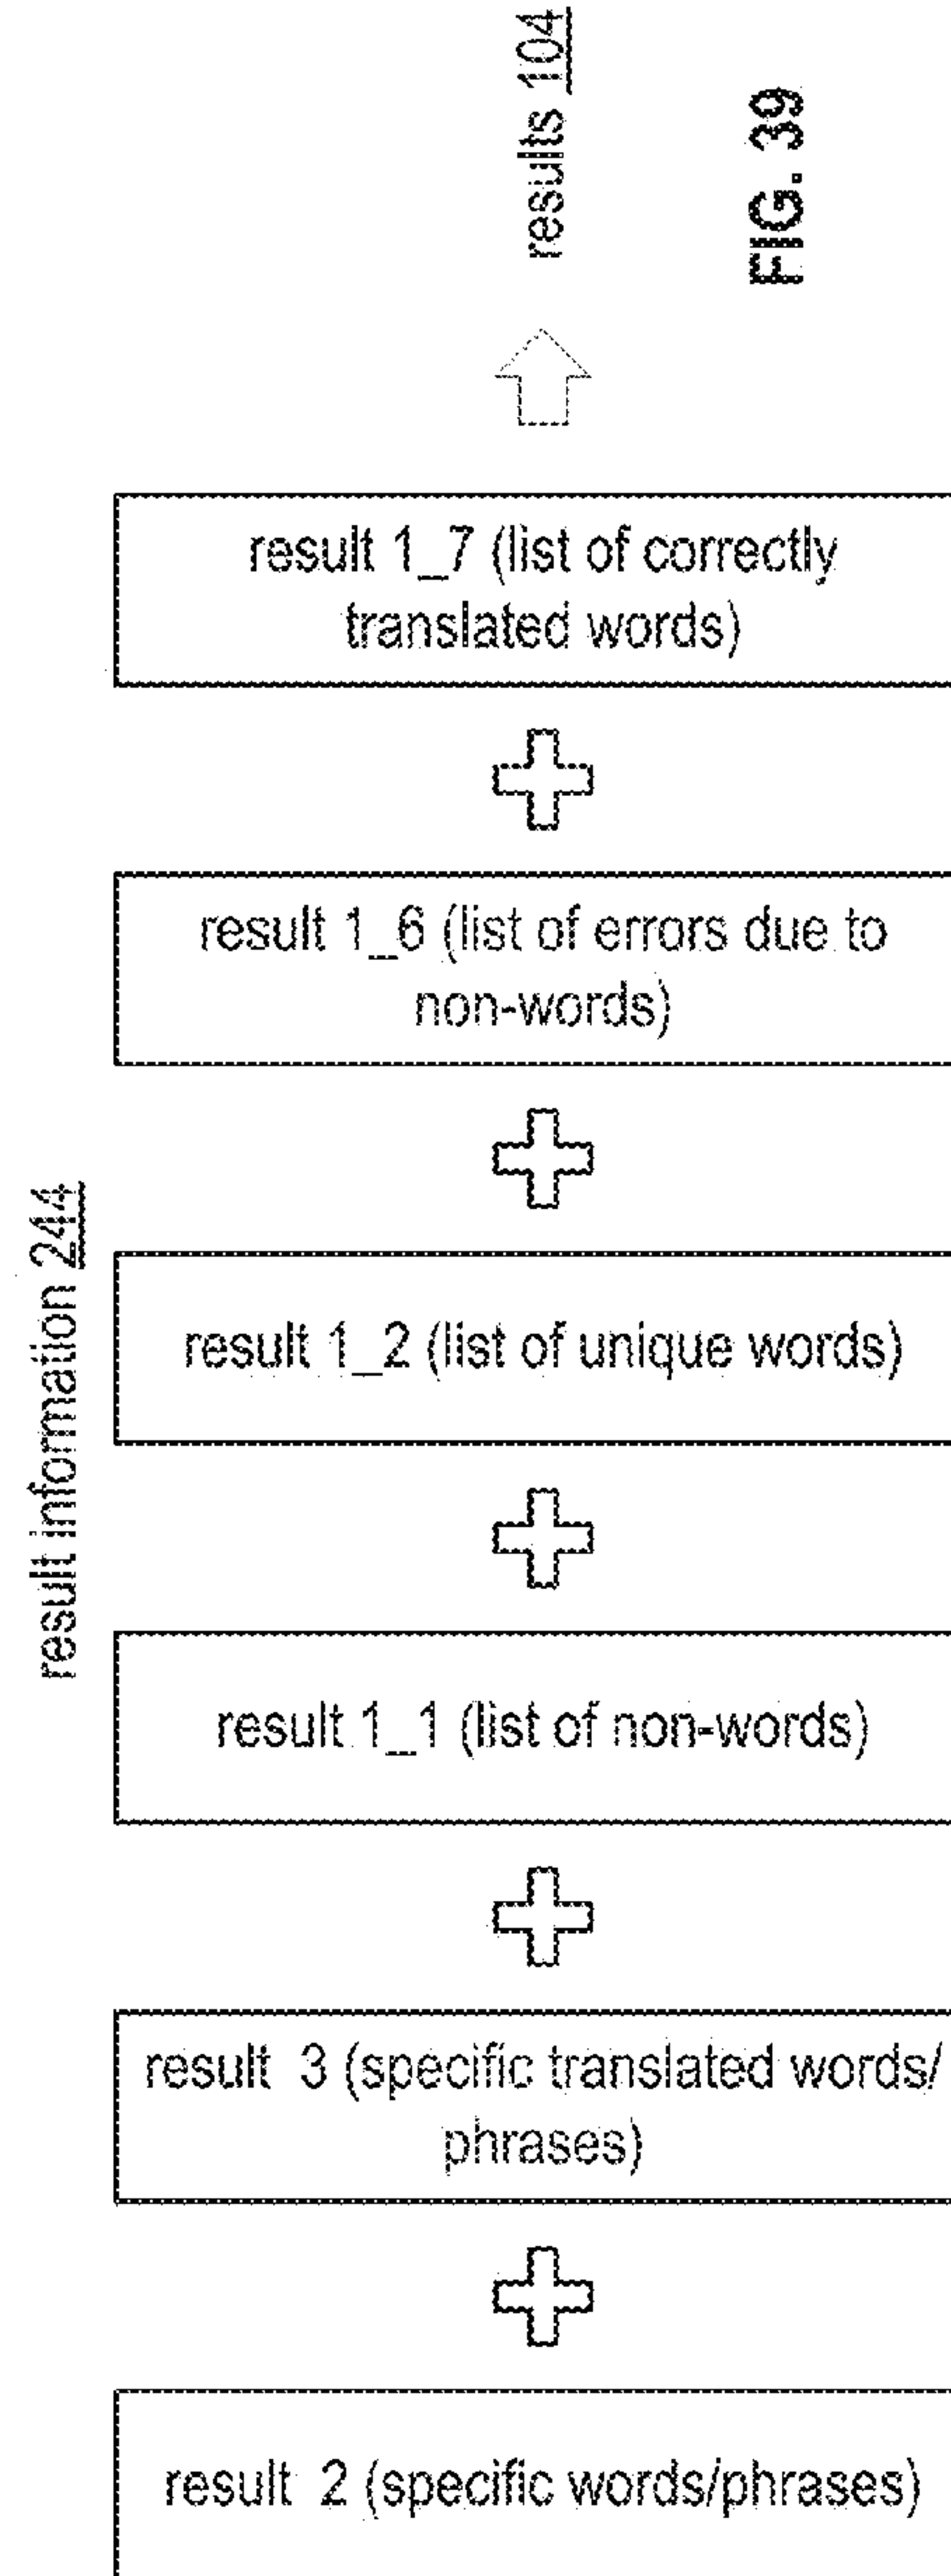 result information 244
result 1_7 (list of correctly
translated words)
result 1_6 (list of errors due to
non-words)
result 1_2 (list of unique words)
result 1_1 (list of non-words)
result 3 (specific translated words/
phrases)
result 2 (specific words/phrases)
results 104
FIG. 39